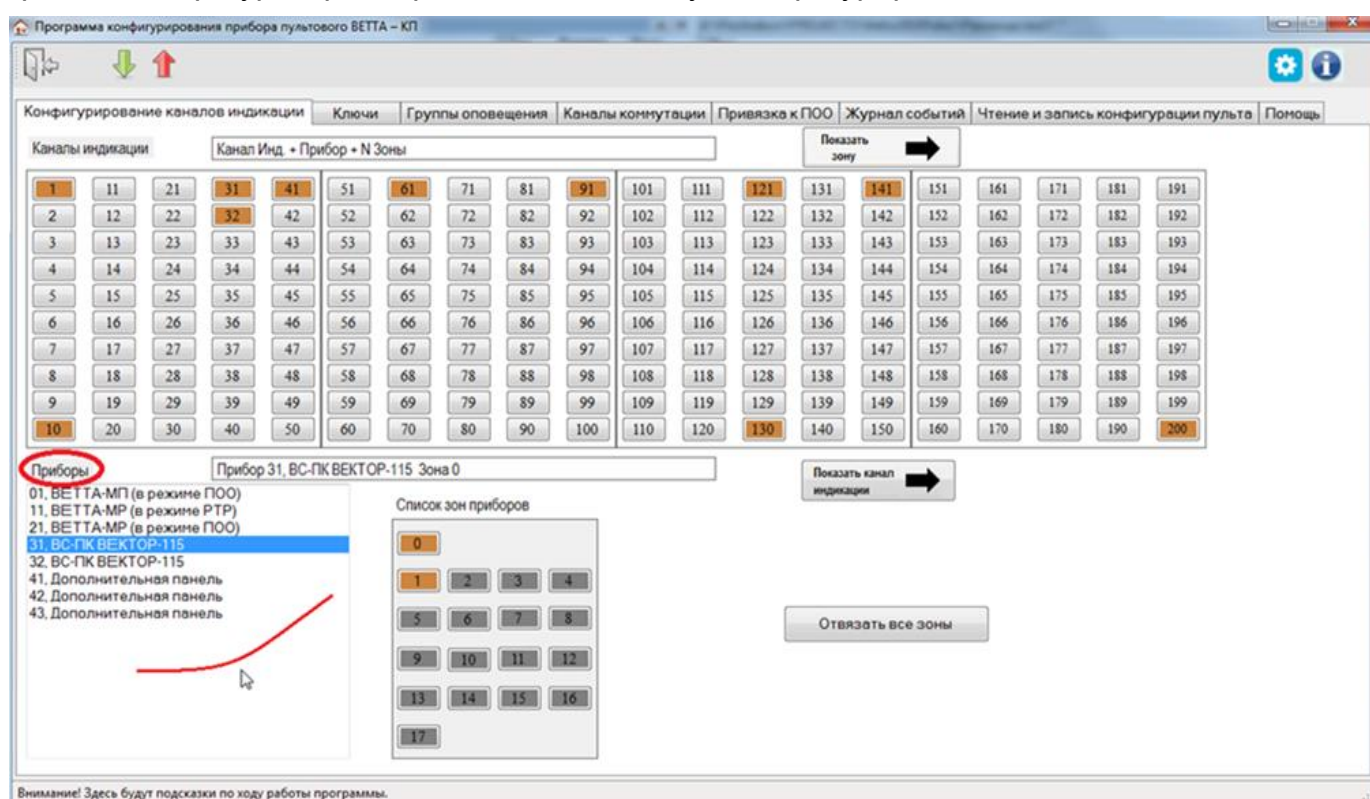 Программа конфигурирования прибора пультового ВЕТТА – КП
Конфигурирование каналов индикации Ключи Группы оповещения Каналы коммутации Привязка к ПОО Журнал событий Чтение и запись конфигурации пульта Помощь
Каналы индикации Канал Инд. + Прибор + N Зоны Показать зону
1 11 21 31 41 51 61 71 81 91 101 111 121 131 141 151 161 171 181 191
2 12 22 32 42 52 62 72 82 92 102 112 122 132 142 152 162 172 182 192
3 13 23 33 43 53 63 73 83 93 103 113 123 133 143 153 163 173 183 193
4 14 24 34 44 54 64 74 84 94 104 114 124 134 144 154 164 174 184 194
5 15 25 35 45 55 65 75 85 95 105 115 125 135 145 155 165 175 185 195
6 16 26 36 46 56 66 76 86 96 106 116 126 136 146 156 166 176 186 196
7 17 27 37 47 57 67 77 87 97 107 117 127 137 147 157 167 177 187 197
8 18 28 38 48 58 68 78 88 98 108 118 128 138 148 158 168 178 188 198
9 19 29 39 49 59 69 79 89 99 109 119 129 139 149 159 169 179 189 199
10 20 30 40 50 60 70 80 90 100 110 120 130 140 150 160 170 180 190 200
Приборы Прибор 31, ВС-ПК ВЕКТОР-115 Зона 0 Показать канал индикации
01, ВЕТТА-МП (в режиме ПОО)
11, ВЕТТА-МР (в режиме РТР)
21, ВЕТТА-МР (в режиме ПОО)
31, ВС-ПК ВЕКТОР-115
32, ВС-ПК ВЕКТОР-115
41, Дополнительная панель
42, Дополнительная панель
43, Дополнительная панель
Список зон приборов
0
1 2 3 4
5 6 7 8
9 10 11 12
13 14 15 16
17
Отвязать все зоны
Внимание! Здесь будут подсказки по ходу работы программы.